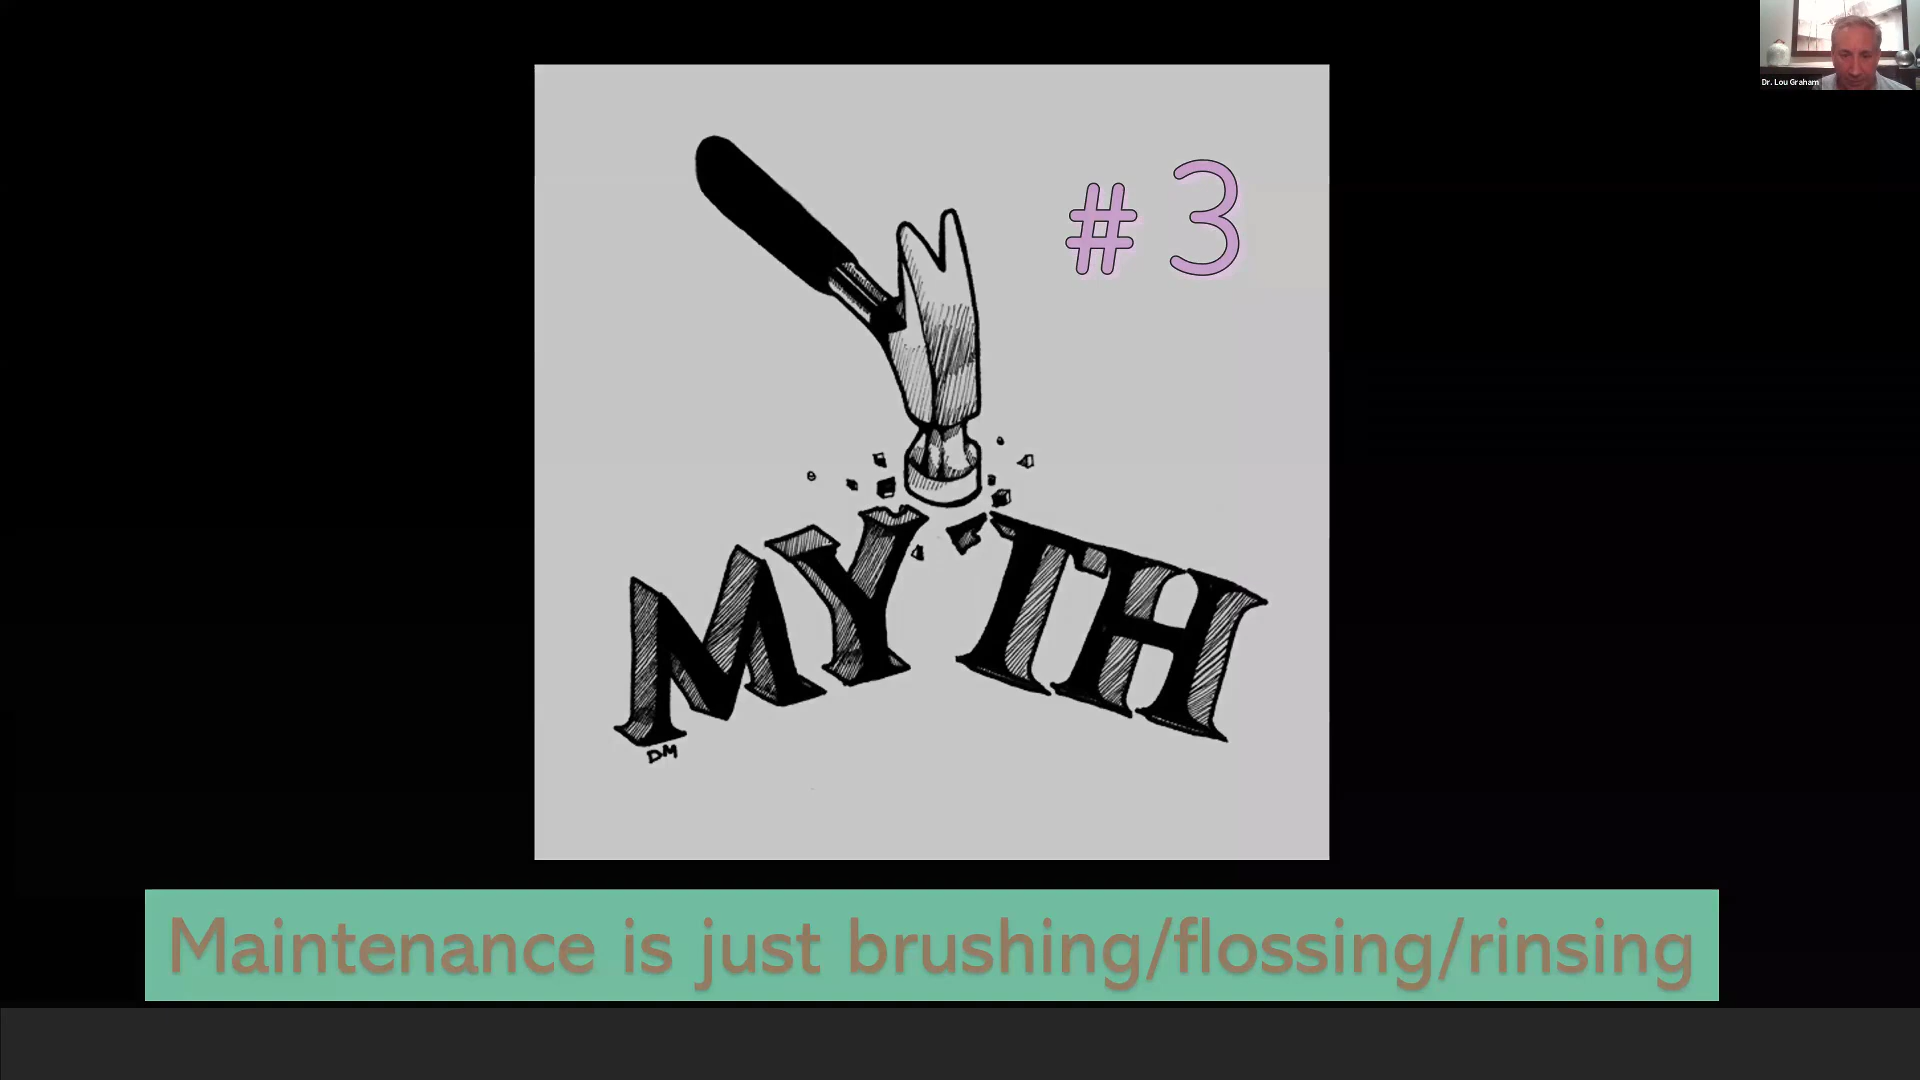 Dr. Lou Graham
# 3
MYTH
DM
Maintenance is just brushing/flossing/rinsing